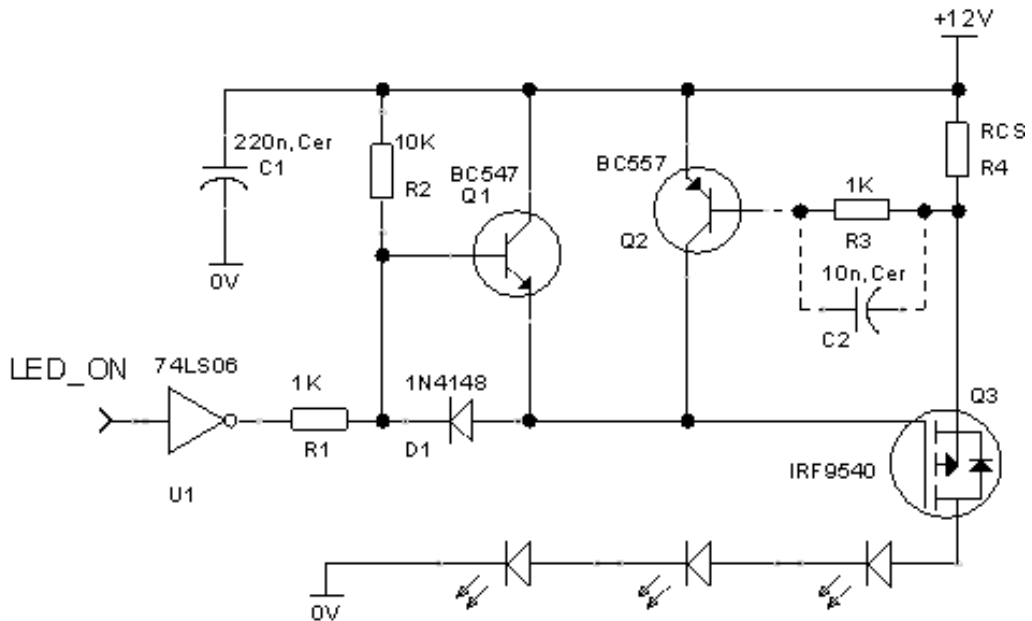 +12V
220n,Cer
C1
10K
R2
BC547
Q1
BC557
Q2
1K
R3
RCS
R4
0V
10n,Cer
C2
LED_ON
74LS06
U1
1K
R1
1N4148
D1
Q3
IRF9540
0V